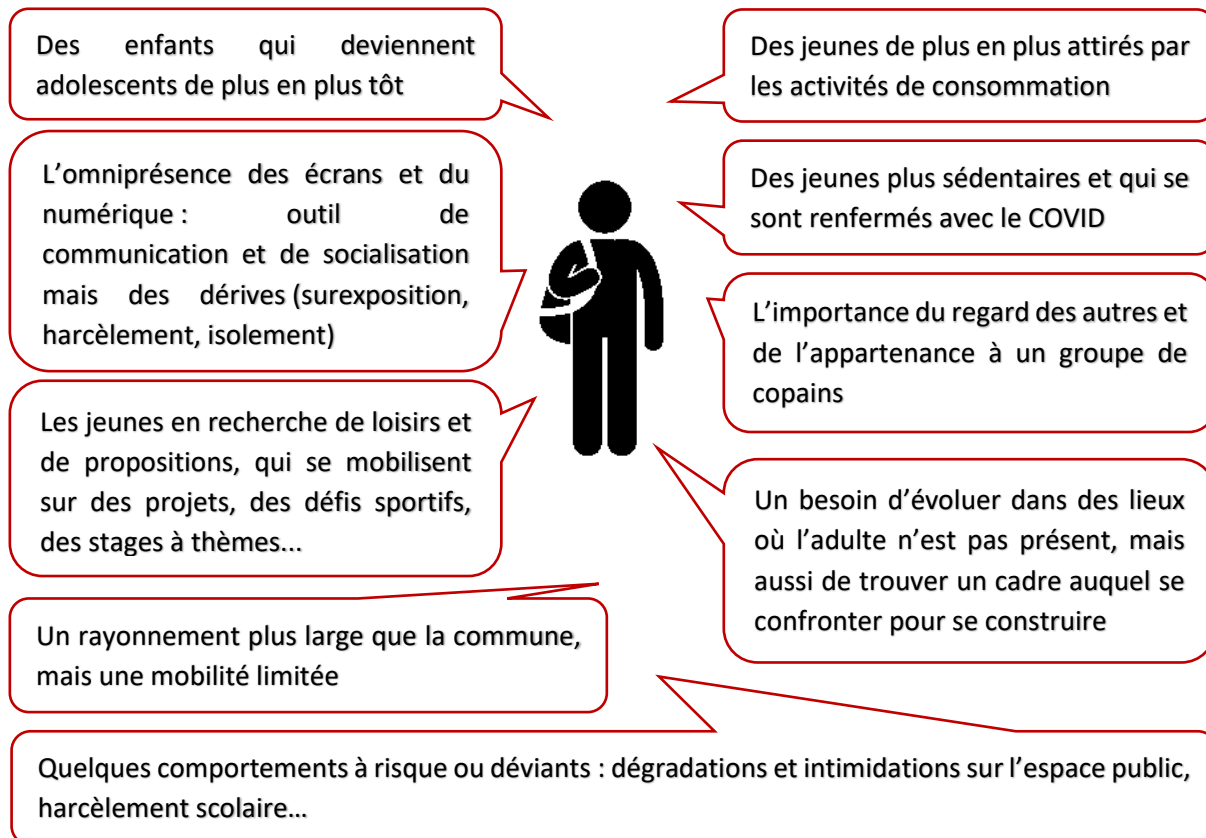 Des enfants qui deviennent
adolescents de plus en plus tôt
Des jeunes de plus en plus attirés par
les activités de consommation
L’omniprésence des écrans et du
numérique : outil de
communication et de socialisation
mais des dérives (surexposition,
harcèlement, isolement)
Des jeunes plus sédentaires et qui se
sont renfermés avec le COVID
L’importance du regard des autres et
de l’appartenance à un groupe de
copains
Les jeunes en recherche de loisirs et
de propositions, qui se mobilisent
sur des projets, des défis sportifs,
des stages à thèmes...
Un besoin d’évoluer dans des lieux
où l’adulte n’est pas présent, mais
aussi de trouver un cadre auquel se
confronter pour se construire
Un rayonnement plus large que la commune,
mais une mobilité limitée
Quelques comportements à risque ou déviants : dégradations et intimidations sur l’espace public,
harcèlement scolaire…